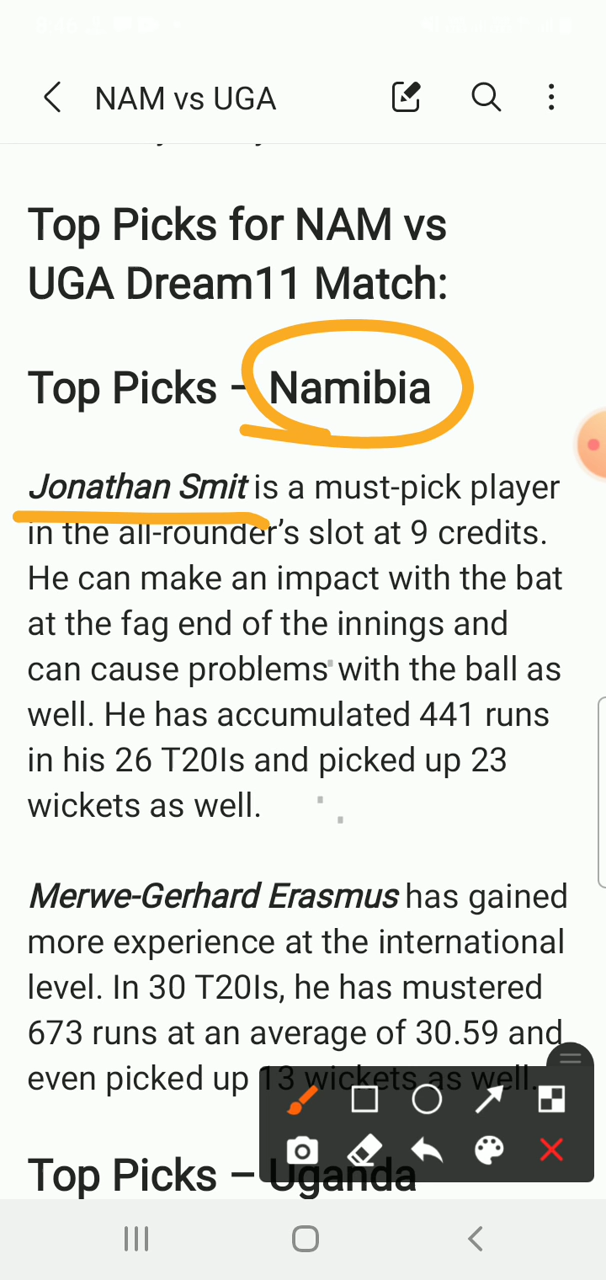 NAM vs UGA
Top Picks for NAM vs
UGA Dream11 Match:
Top Picks – Namibia
Jonathan Smit is a must-pick player
in the all-rounder's slot at 9 credits.
He can make an impact with the bat
at the fag end of the innings and
can cause problems with the ball as
well. He has accumulated 441 runs
in his 26 T20Is and picked up 23
wickets as well.
Merwe-Gerhard Erasmus has gained
more experience at the international
level. In 30 T20Is, he has mustered
673 runs at an average of 30.59 and
even picked up 13 wickets as well.
Top Picks – Uganda